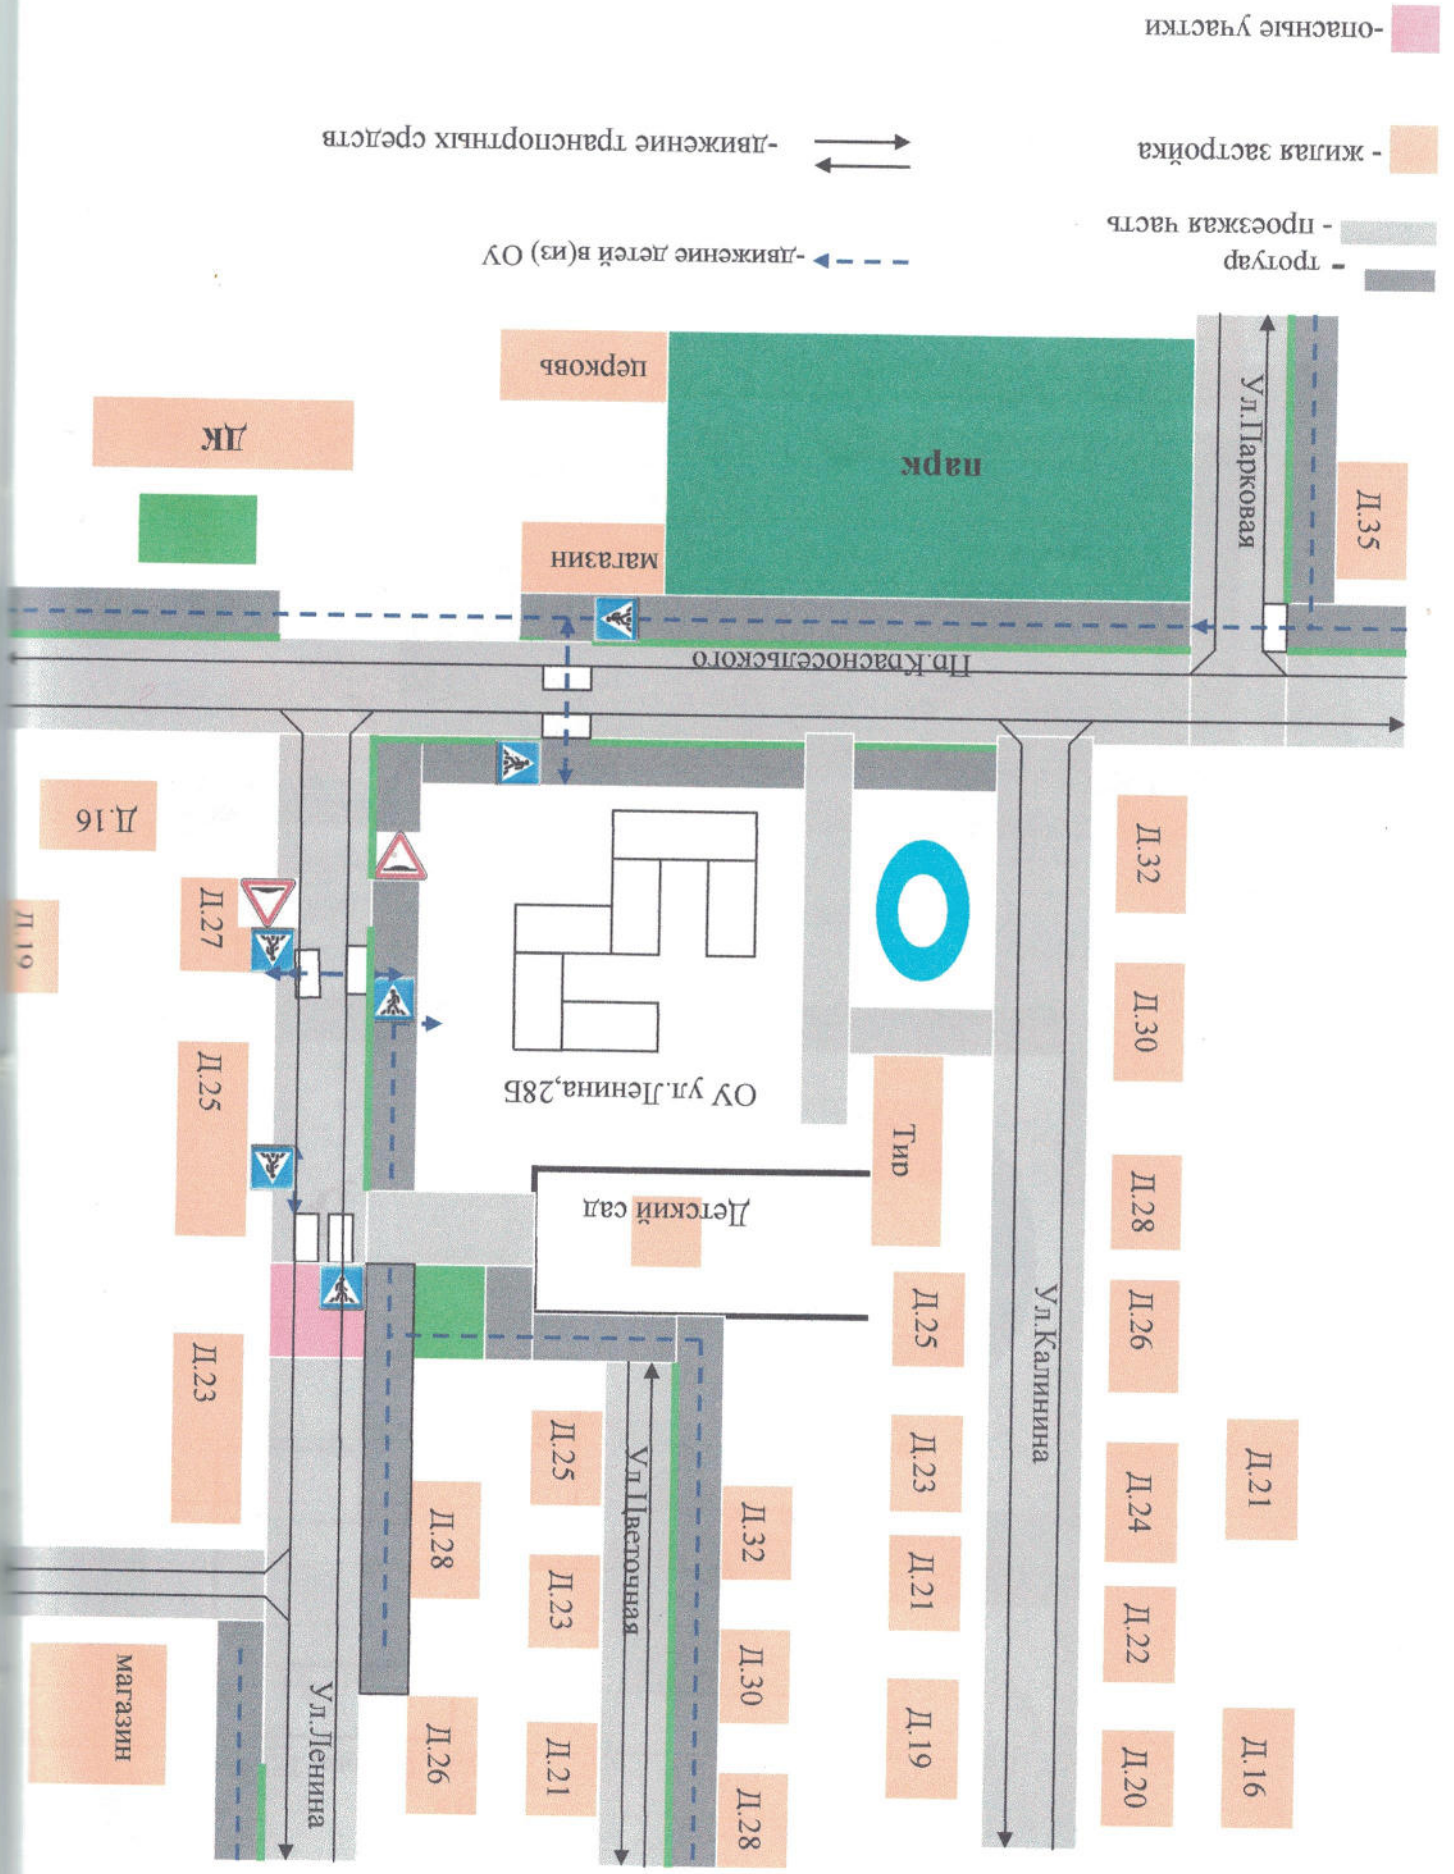 -опасные участки
- жилая застройка
- проезжая часть
- тротуар
-движение транспортных средств
-движение детей в(из) ОУ
Д.35
Ул.Парковая
парк
церковь
магазин
ДК
Пр.Красносельского
Д.16
Д.19
Д.27
Д.25
Д.23
магазин
Ул.Ленина
ОУ ул.Ленина,28Б
Детский сад
Тир
Д.28
Д.26
Д.25
Д.23
Д.21
Ул.Цветочная
Д.32
Д.30
Д.28
Д.25
Д.23
Д.21
Д.19
Ул.Калинина
Д.32
Д.30
Д.28
Д.26
Д.24
Д.22
Д.20
Д.21
Д.16